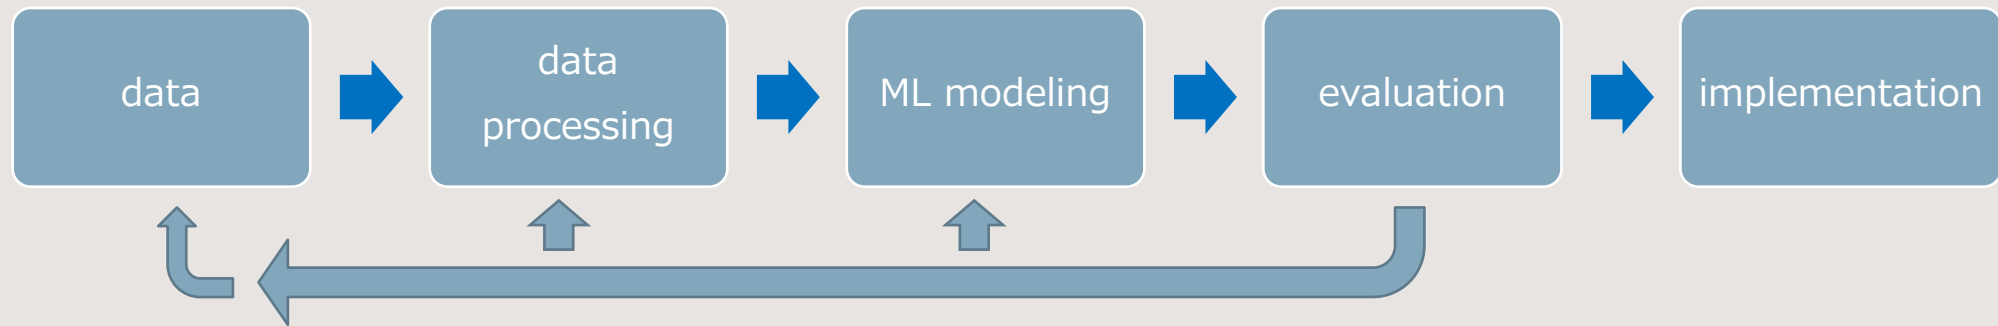 data
data
processing
ML modeling
evaluation
implementation